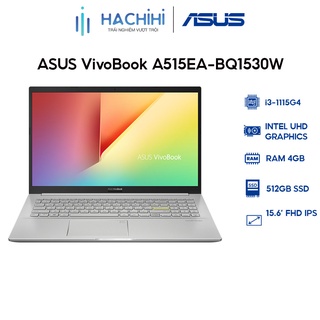 HACHIHI
TRẢI NGHIỆM VƯỢT TRỘI
ASUS
ASUS VivoBook A515EA-BQ1530W
i3-1115G4
INTEL UHD
GRAPHICS
RAM 4GB
512GB SSD
15.6' FHD IPS
ASUS VivoBook